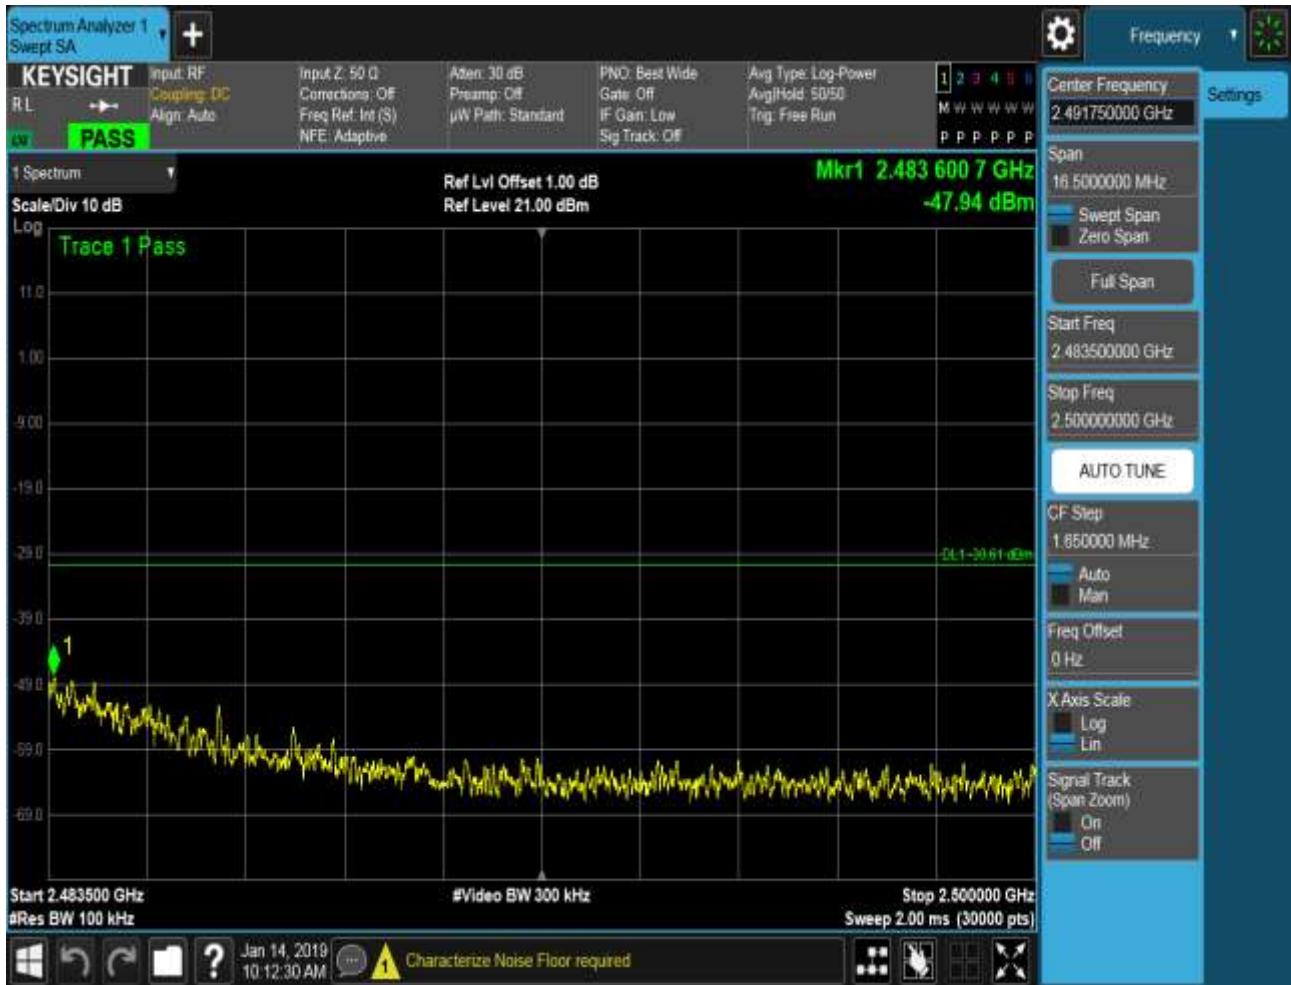 Spectrum Analyzer 1
Swept SA
Frequency
KEYSIGHT
R L
PASS
Input: RF
Coupling: DC
Align: Auto
Input Z: 50 Ω
Corrections: Off
Freq Ref: Int (S)
NFE: Adaptive
Atten: 30 dB
Preamp: Off
µW Path: Standard
PNO: Best Wide
Gate: Off
IF Gain: Low
Sig Track: Off
Avg Type: Log-Power
Avg|Hold: 50/50
Trig: Free Run
1 2 3 4 5 6
M W W W W W
P P P P P P
1 Spectrum
Scale/Div 10 dB
Log
Ref Lvl Offset 1.00 dB
Ref Level 21.00 dBm
Mkr1 2.483 600 7 GHz
-47.94 dBm
Trace 1 Pass
11.0
1.00
-9.00
-19.0
-29.0
DL1 -30.61 dBm
-39.0
1
-49.0
-59.0
-69.0
Start 2.483500 GHz
#Res BW 100 kHz
#Video BW 300 kHz
Stop 2.500000 GHz
Sweep 2.00 ms (30000 pts)
Center Frequency
2.491750000 GHz
Settings
Span
16.5000000 MHz
Swept Span
Zero Span
Full Span
Start Freq
2.483500000 GHz
Stop Freq
2.500000000 GHz
AUTO TUNE
CF Step
1.650000 MHz
Auto
Man
Freq Offset
0 Hz
X Axis Scale
Log
Lin
Signal Track
(Span Zoom)
On
Off
?
Jan 14, 2019
10:12:30 AM
1
Characterize Noise Floor required